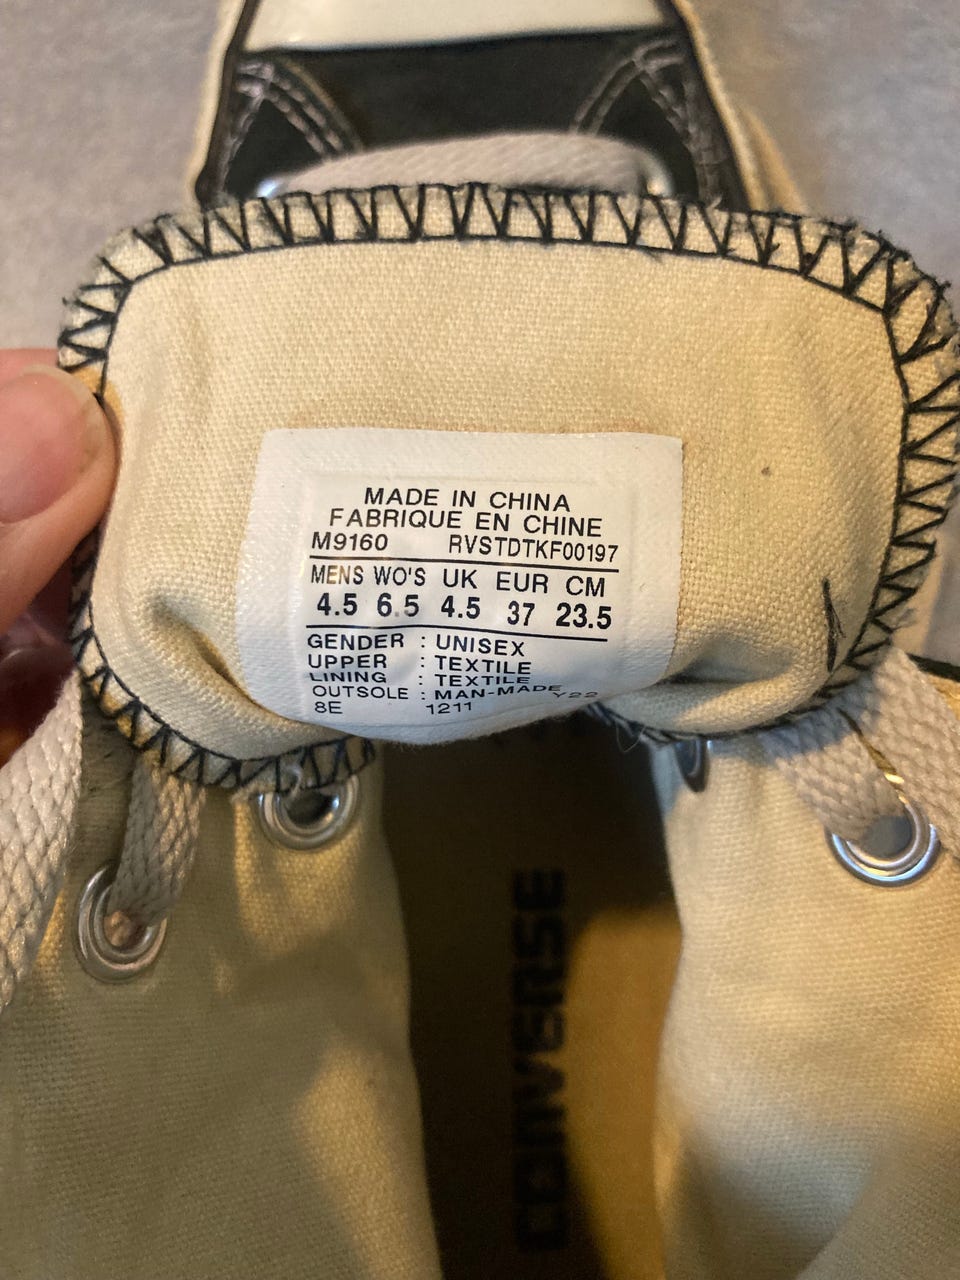 MADE IN CHINA
FABRIQUE EN CHINE
M9160 RVSTDTKF00197
MENS WO'S UK EUR CM
4.5 6.5 4.5 37 23.5
GENDER : UNISEX
UPPER : TEXTILE
LINING : TEXTILE
OUTSOLE : MAN-MADE Y22
8E 1211
CONVERSE